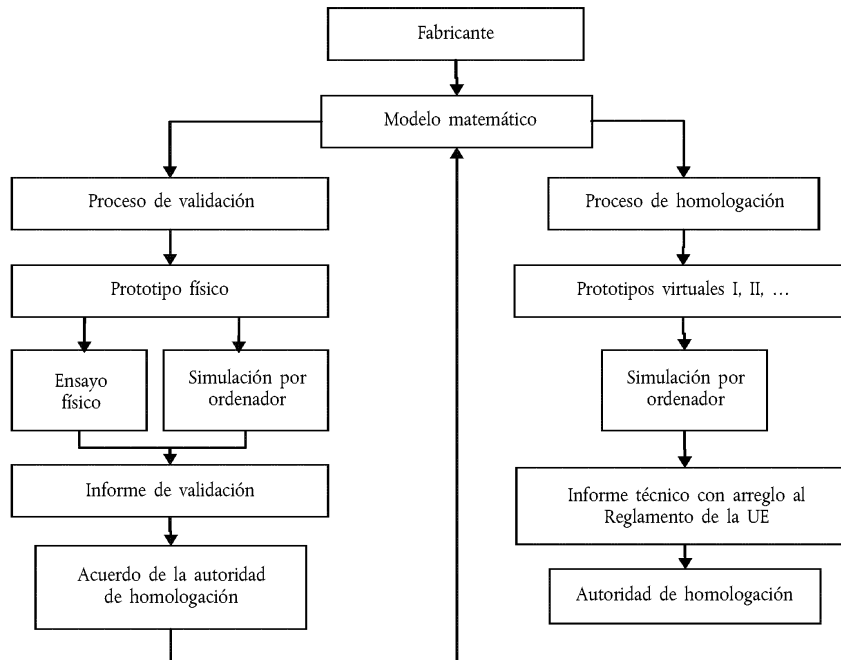 Fabricante
Modelo matemático
Proceso de validación
Proceso de homologación
Prototipo físico
Prototipos virtuales I, II, …
Ensayo
físico
Simulación por
ordenador
Simulación por
ordenador
Informe de validación
Informe técnico con arreglo al
Reglamento de la UE
Acuerdo de la autoridad
de homologación
Autoridad de homologación